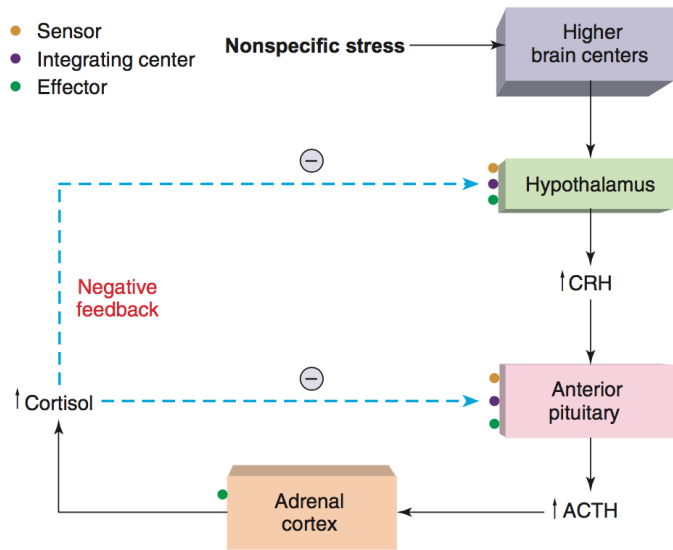 Sensor
Integrating center
Effector
Nonspecific stress
Higher
brain centers
−
Hypothalamus
↑CRH
Negative
feedback
−
↑Cortisol
Anterior
pituitary
Adrenal
cortex
↑ACTH